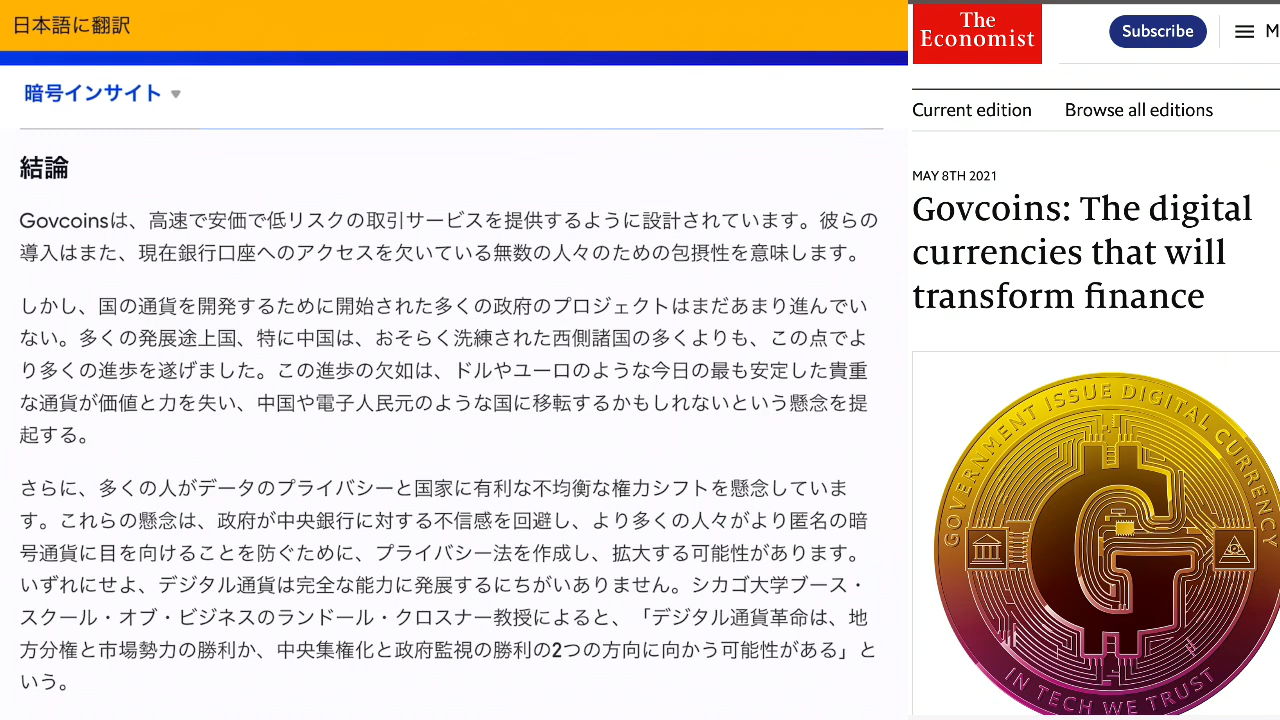 日本語に翻訳
暗号インサイト
結論
Govcoinsは、高速で安価で低リスクの取引サービスを提供するように設計されています。彼らの
導入はまた、現在銀行口座へのアクセスを欠いている無数の人々のための包摂性を意味します。
しかし、国の通貨を開発するために開始された多くの政府のプロジェクトはまだあまり進んでい
ない。多くの発展途上国、特に中国は、おそらく洗練された西側諸国の多くよりも、この点でよ
り多くの進歩を遂げました。この進歩の欠如は、ドルやユーロのような今日の最も安定した貴重
な通貨が価値と力を失い、中国や電子人民元のような国に移転するかもしれないという懸念を提
起する。
さらに、多くの人がデータのプライバシーと国家に有利な不均衡な権力シフトを懸念していま
す。これらの懸念は、政府が中央銀行に対する不信感を回避し、より多くの人々がより匿名の暗
号通貨に目を向けることを防ぐために、プライバシー法を作成し、拡大する可能性があります。
いずれにせよ、デジタル通貨は完全な能力に発展するにちがいありません。シカゴ大学ブース・
スクール・オブ・ビジネスのランドール・クロスナー教授によると、「デジタル通貨革命は、地
方分権と市場勢力の勝利か、中央集権化と政府監視の勝利の2つの方向に向かう可能性がある」と
いう。
The
Economist
Subscribe
M
Current edition
Browse all editions
MAY 8TH 2021
Govcoins: The digital
currencies that will
transform finance
GOVERNMENT ISSUE DIGITAL CURRENCY
G
IN TECH WE TRUST